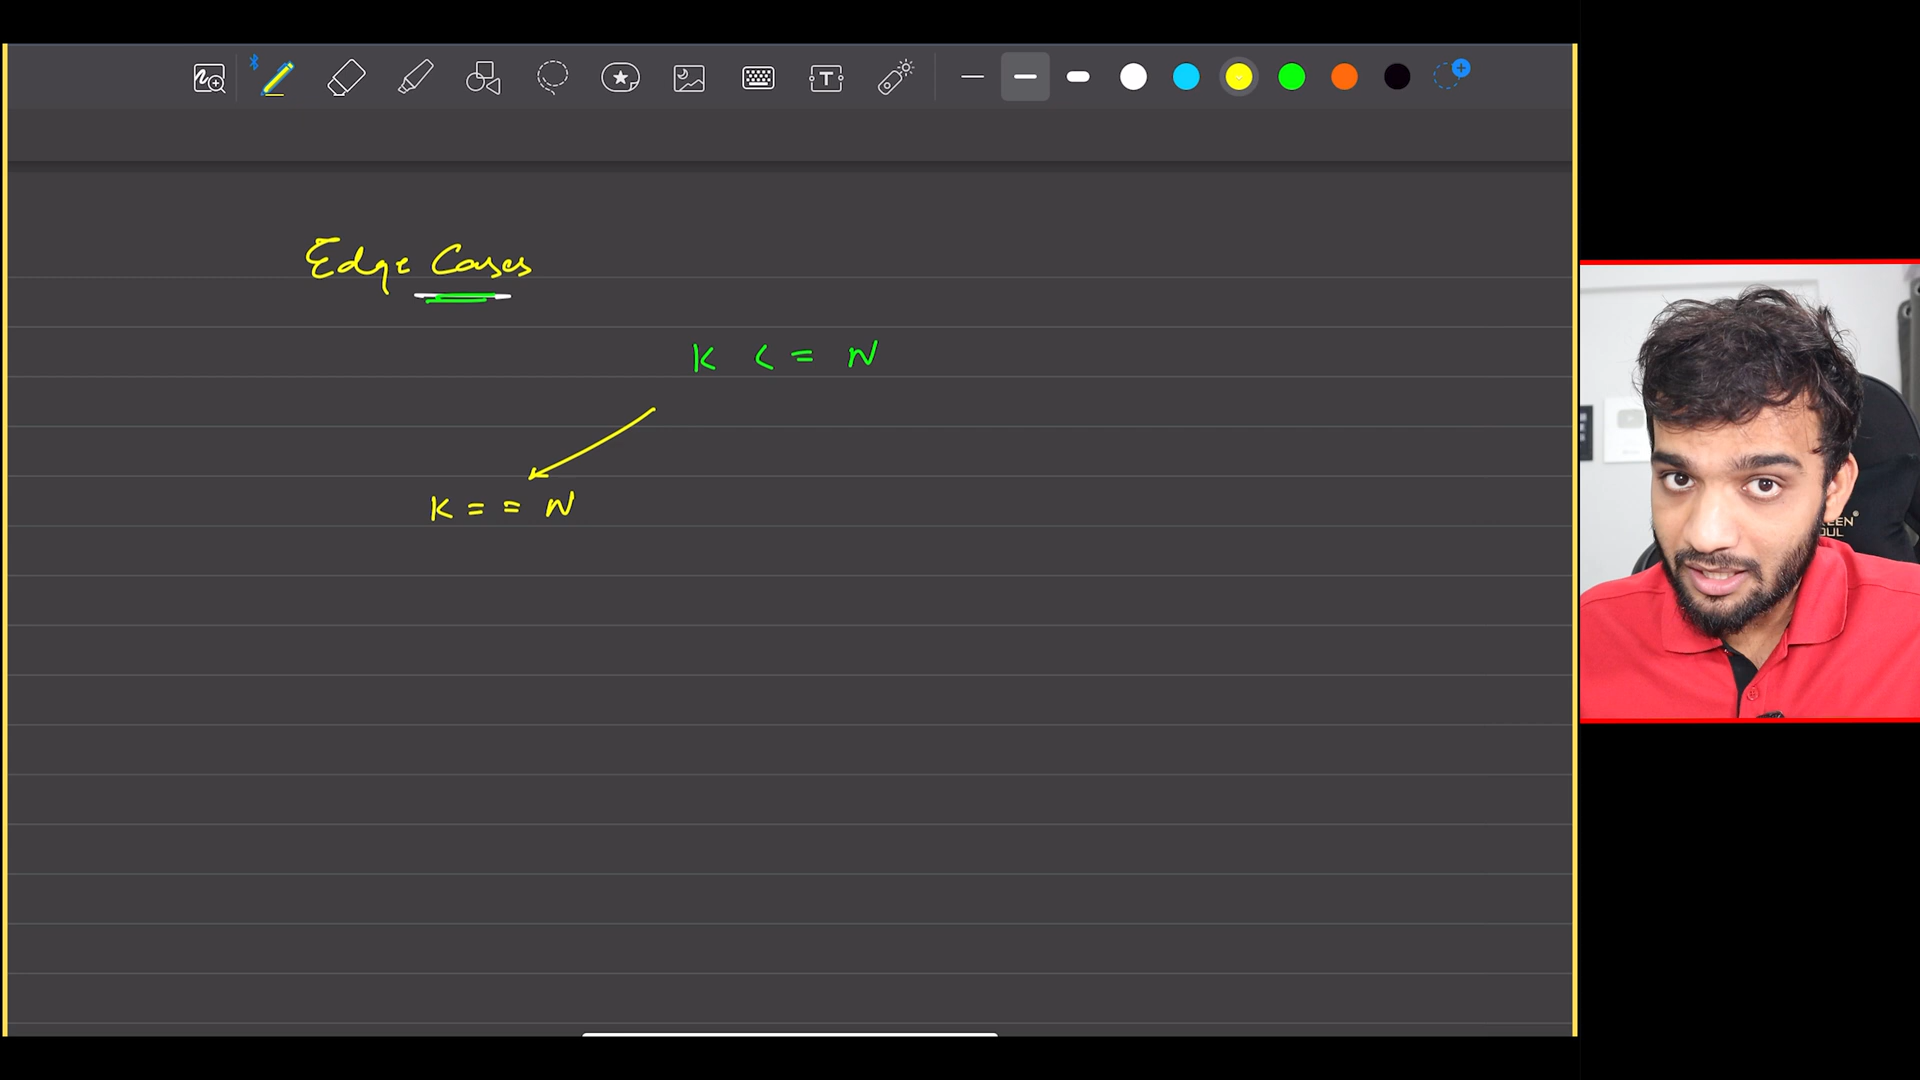 Edge Cases
K <= N
K == N